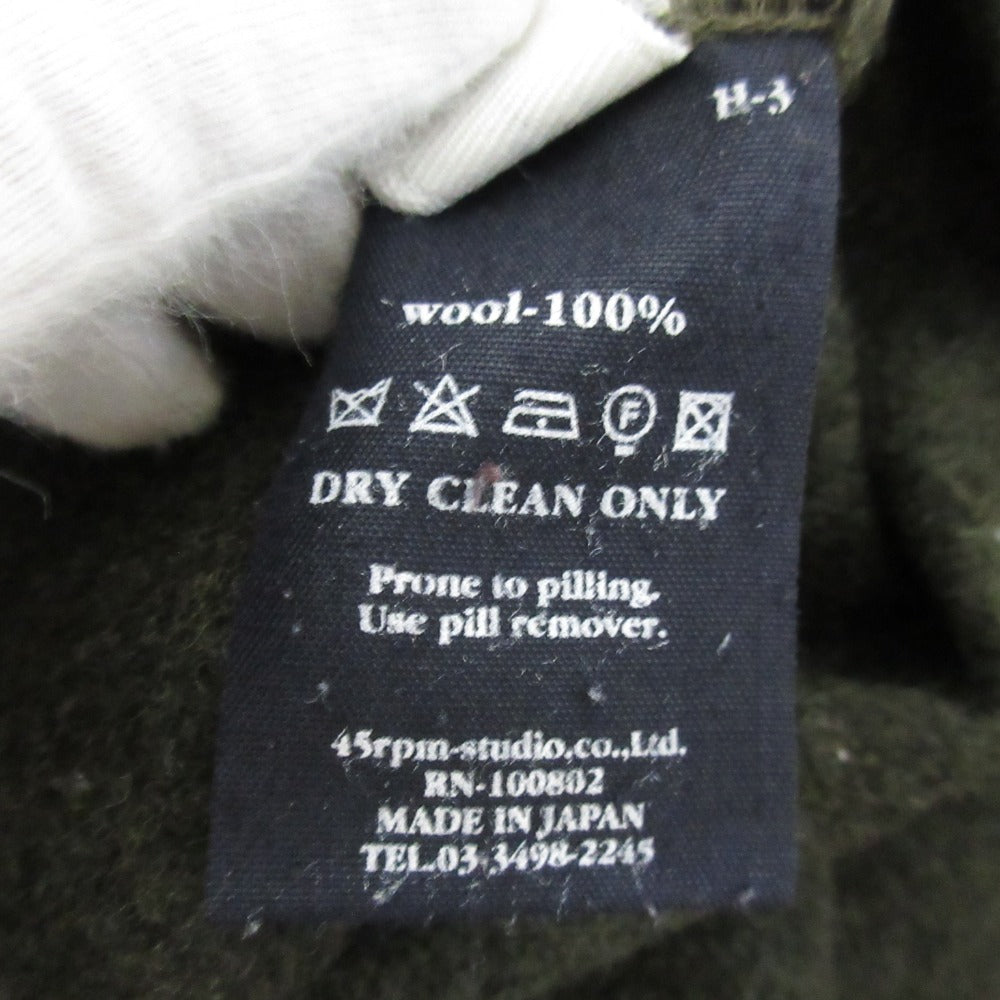 H-3
wool-100%
F
DRY CLEAN ONLY
Prone to pilling.
Use pill remover.
45rpm-studio.co.,Ltd.
RN-100802
MADE IN JAPAN
TEL.03-3498-2245